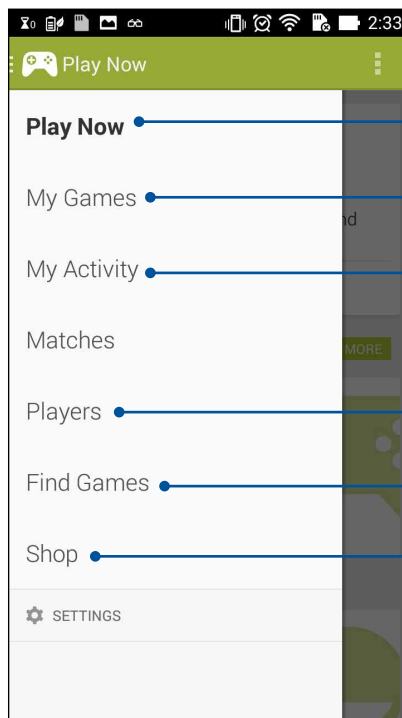 2:33
Play Now
Play Now
My Games
nd
My Activity
Matches
MORE
Players
Find Games
Shop
SETTINGS